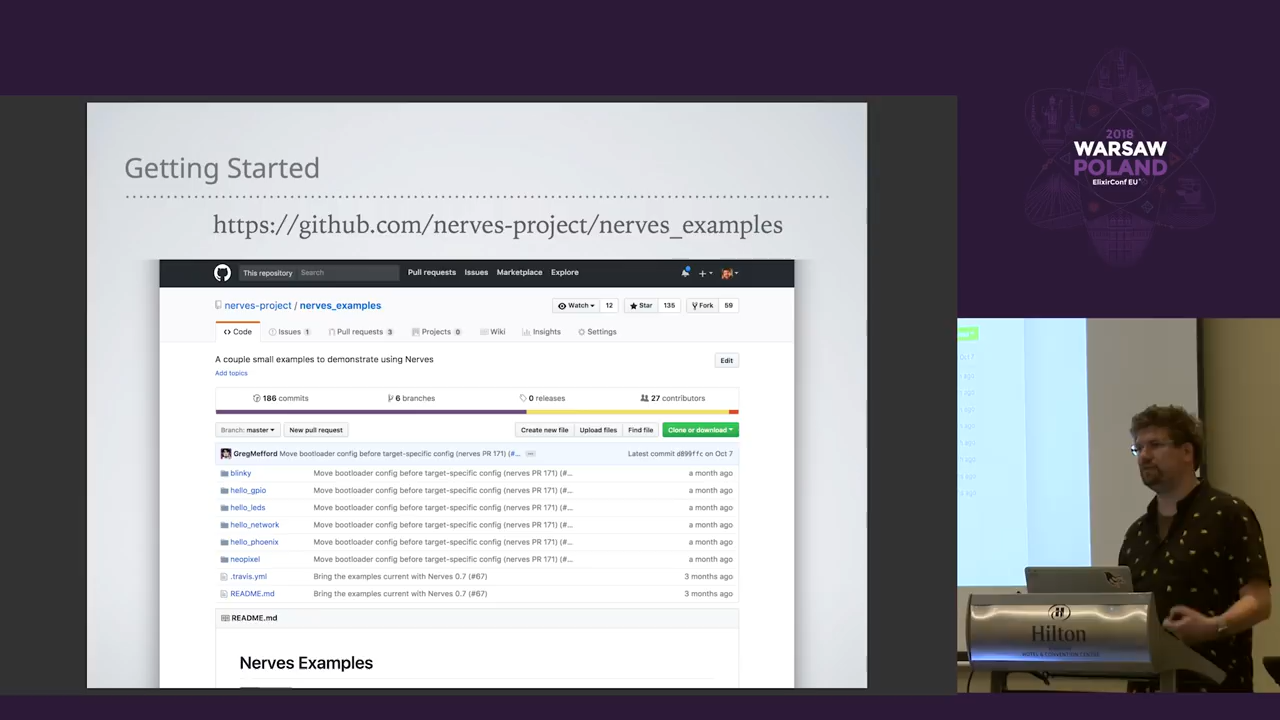 Getting Started
https://github.com/nerves-project/nerves_examples
This repository Search Pull requests Issues Marketplace Explore
nerves-project / nerves_examples Watch 12 Star 135 Fork 59
Code Issues 1 Pull requests 3 Projects 0 Wiki Insights Settings
A couple small examples to demonstrate using Nerves Edit
Add topics
186 commits 6 branches 0 releases 27 contributors
Branch: master New pull request Create new file Upload files Find file Clone or download
GregMefford Move bootloader config before target-specific config (nerves PR 171) (#... Latest commit d899ffc on Oct 7
blinky Move bootloader config before target-specific config (nerves PR 171) (#... a month ago
hello_gpio Move bootloader config before target-specific config (nerves PR 171) (#... a month ago
hello_leds Move bootloader config before target-specific config (nerves PR 171) (#... a month ago
hello_network Move bootloader config before target-specific config (nerves PR 171) (#... a month ago
hello_phoenix Move bootloader config before target-specific config (nerves PR 171) (#... a month ago
neopixel Move bootloader config before target-specific config (nerves PR 171) (#... a month ago
.travis.yml Bring the examples current with Nerves 0.7 (#67) 3 months ago
README.md Bring the examples current with Nerves 0.7 (#67) 3 months ago
README.md
Nerves Examples
2018
WARSAW
POLAND
ElixirConf EU
Hilton
HOTEL & CONVENTION CENTRE